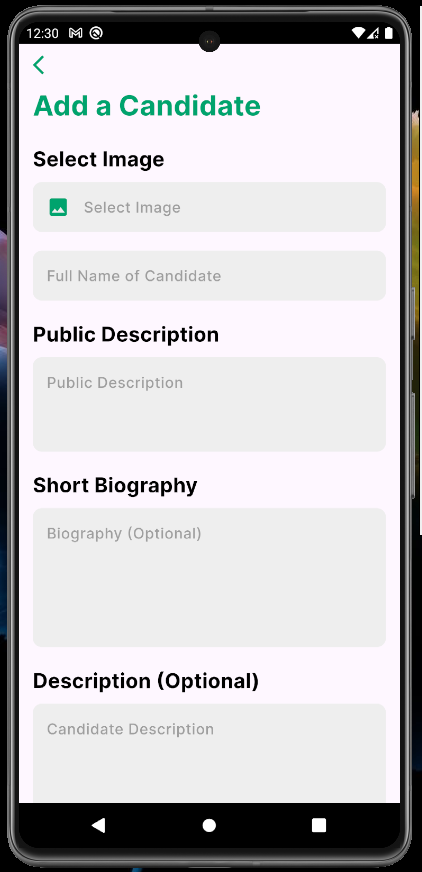 12:30
Add a Candidate
Select Image
Select Image
Full Name of Candidate
Public Description
Public Description
Short Biography
Biography (Optional)
Description (Optional)
Candidate Description